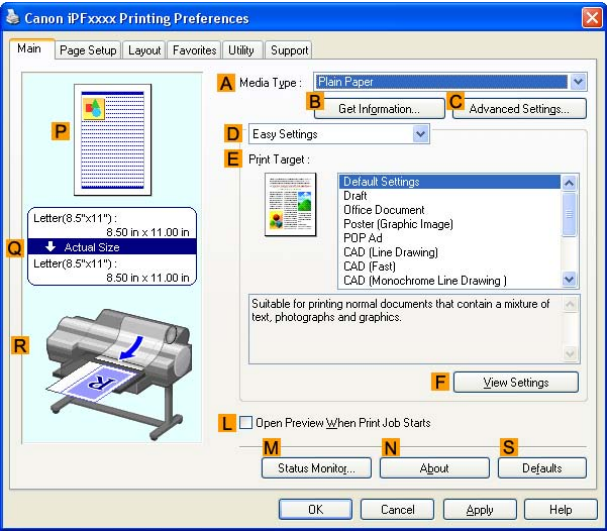 Canon iPFxxxx Printing Preferences
Main Page Setup Layout Favorites Utility Support
A Media Type : Plain Paper
B Get Information... C Advanced Settings...
D Easy Settings
E Print Target :
Default Settings
Draft
Office Document
Poster (Graphic Image)
POP Ad
CAD (Line Drawing)
CAD (Fast)
CAD (Monochrome Line Drawing )
Suitable for printing normal documents that contain a mixture of
text, photographs and graphics.
F View Settings
P
Q
Letter(8.5"x11") :
8.50 in x 11.00 in
Actual Size
Letter(8.5"x11") :
8.50 in x 11.00 in
R
R
L Open Preview When Print Job Starts
M Status Monitor... N About S Defaults
OK Cancel Apply Help